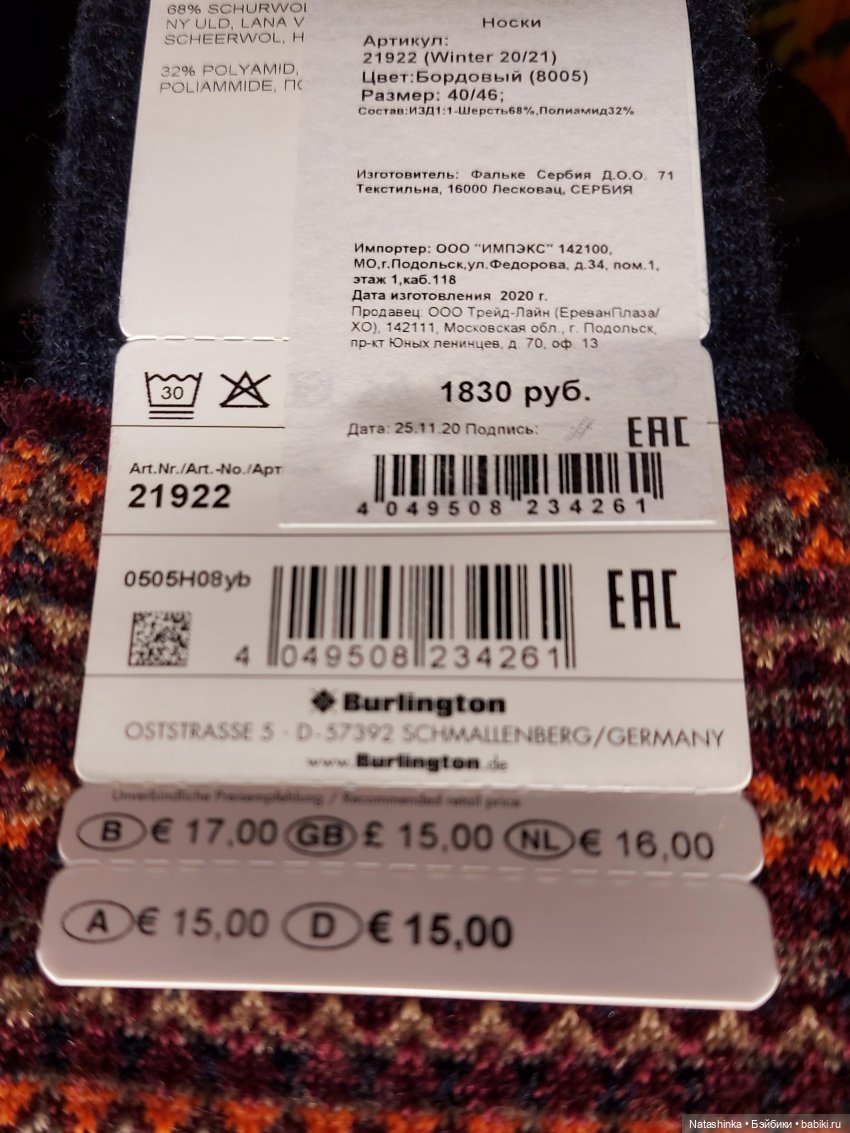 68% SCHURWOL
NY ULD, LANA V
SCHEERWOL, H
32% POLYAMID,
POLIAMMIDE, ПО
Носки
Артикул:
21922 (Winter 20/21)
Цвет:Бордовый (8005)
Размер: 40/46;
Состав:ИЗД1:1-Шерсть68%,Полиамид32%
Изготовитель: Фальке Сербия Д.О.О. 71
Текстильна, 16000 Лесковац, СЕРБИЯ
Импортер: ООО "ИМПЭКС" 142100,
МО,г.Подольск,ул.Федорова, д.34, пом.1,
этаж 1,каб.118
Дата изготовления 2020 г.
Продавец: ООО Трейд-Лайн (ЕреванПлаза/
ХО), 142111, Московская обл., г. Подольск,
пр-кт Юных ленинцев, д. 70, оф. 13
1830 руб.
Дата: 25.11.20 Подпись:
EAC
4 049508 234261
30
Art.Nr./Art.-No./Арт
21922
0505H08yb
4 049508 234261
EAC
Burlington
OSTSTRASSE 5 · D-57392 SCHMALLENBERG/GERMANY
www.Burlington.de
Unverbindliche Preisempfehlung / Recommended retail price
B € 17,00 GB £ 15,00 NL € 16,00
A € 15,00 D € 15,00
Natashinka • Бэйбики • babiki.ru